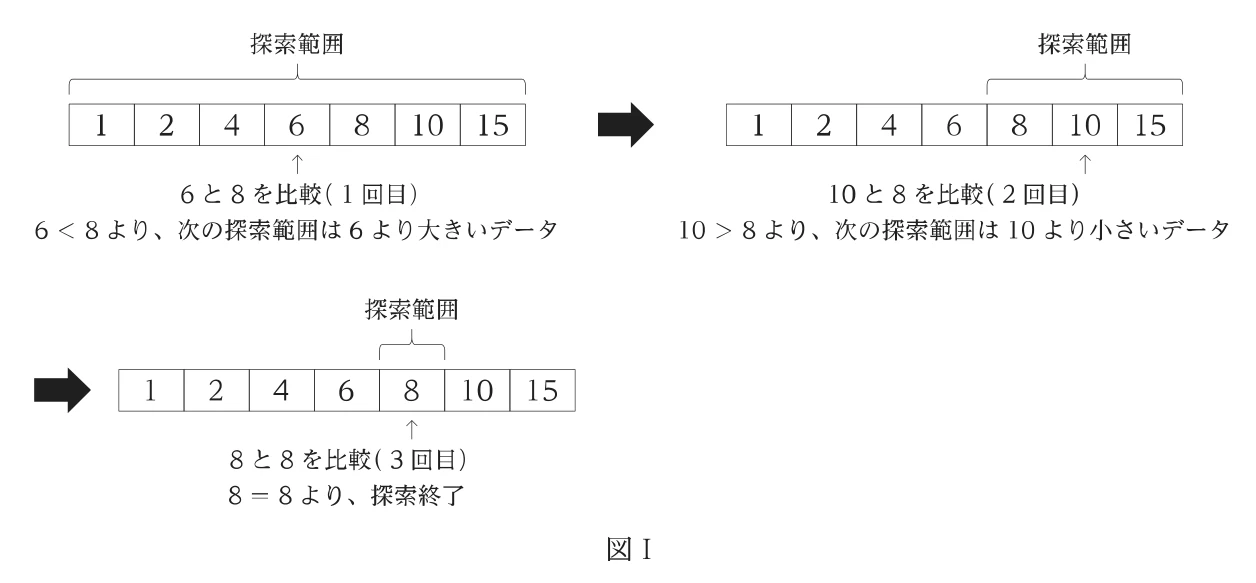 探索範囲
1 2 4 6 8 10 15
6と8を比較(1回目)
6 < 8より、次の探索範囲は6より大きいデータ
探索範囲
1 2 4 6 8 10 15
10と8を比較(2回目)
10 > 8より、次の探索範囲は10より小さいデータ
探索範囲
1 2 4 6 8 10 15
8と8を比較(3回目)
8 = 8より、探索終了
図Ⅰ